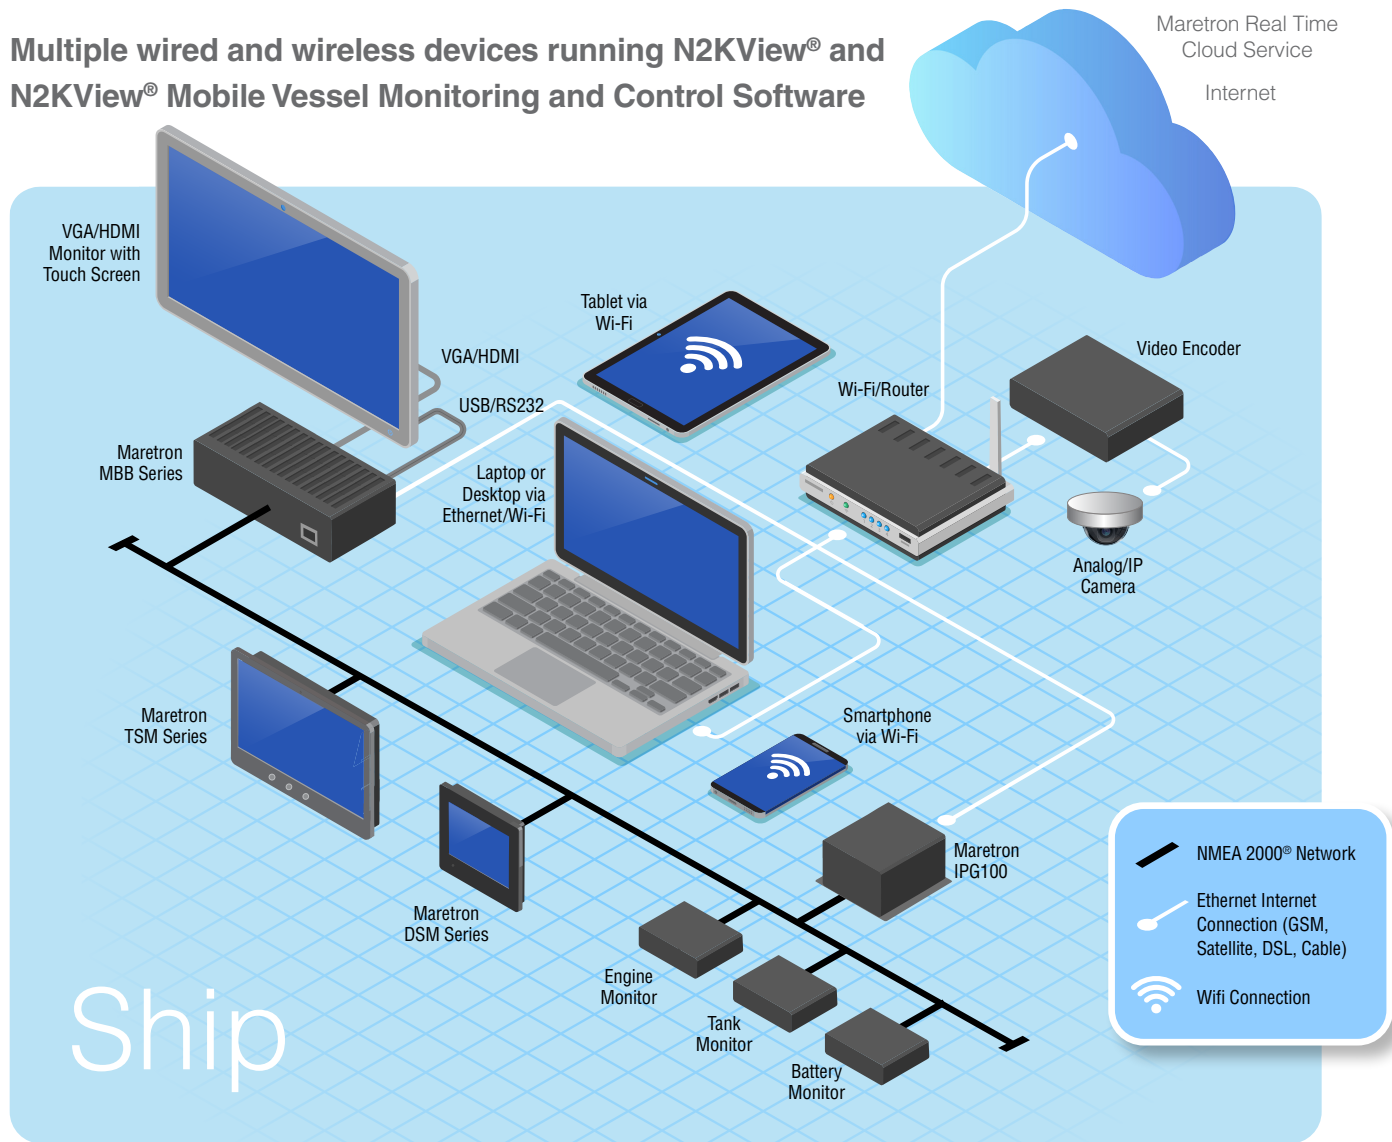 Multiple wired and wireless devices running N2KView® and
N2KView® Mobile Vessel Monitoring and Control Software
Maretron Real Time
Cloud Service
Internet
VGA/HDMI
Monitor with
Touch Screen
Tablet via
Wi-Fi
VGA/HDMI
USB/RS232
Wi-Fi/Router
Video Encoder
Maretron
MBB Series
Laptop or
Desktop via
Ethernet/Wi-Fi
Analog/IP
Camera
Maretron
TSM Series
Smartphone
via Wi-Fi
Maretron
DSM Series
Maretron
IPG100
Engine
Monitor
Tank
Monitor
Battery
Monitor
Ship
NMEA 2000® Network
Ethernet Internet
Connection (GSM,
Satellite, DSL, Cable)
Wifi Connection